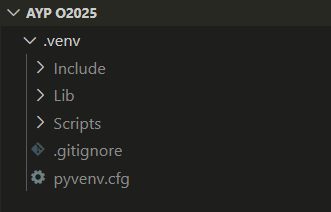 AYP O2025
.venv
Include
Lib
Scripts
.gitignore
pyvenv.cfg